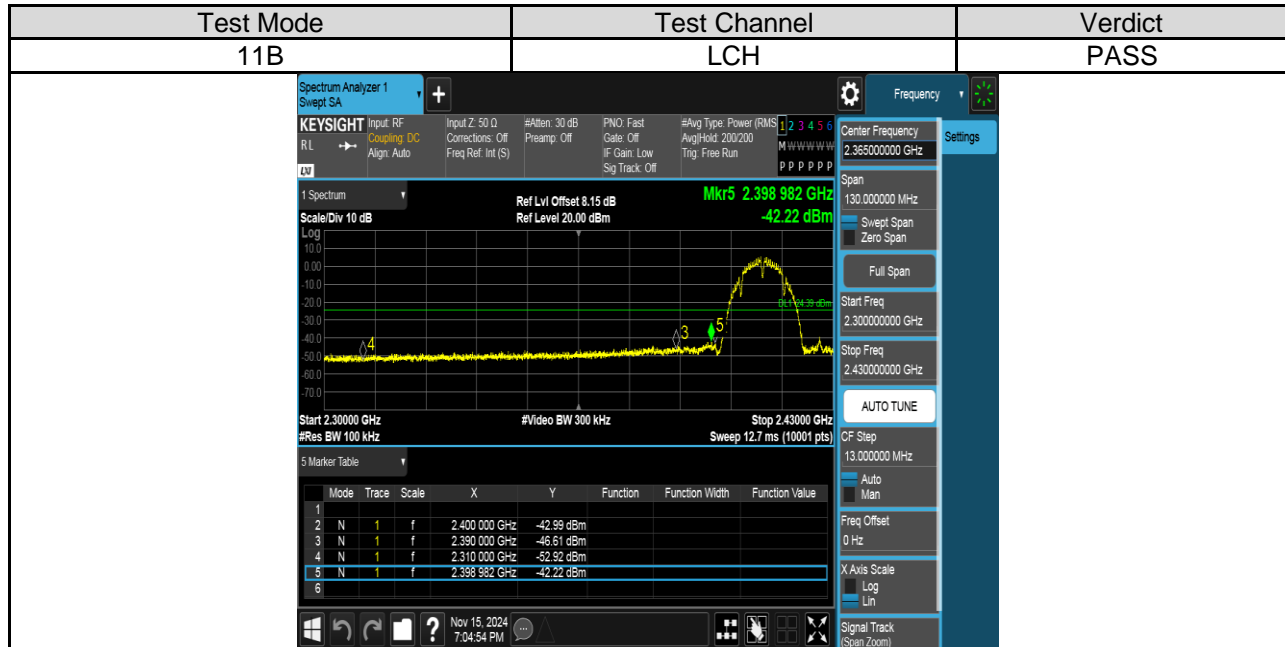 Test Mode Test Channel Verdict
11B LCH PASS
Spectrum Analyzer 1
Swept SA
+
Frequency
KEYSIGHT
RL
LXI
Input: RF
Coupling: DC
Align: Auto
Input Z: 50 Ω
Corrections: Off
Freq Ref: Int (S)
#Atten: 30 dB
Preamp: Off
PNO: Fast
Gate: Off
IF Gain: Low
Sig Track: Off
#Avg Type: Power (RMS
Avg|Hold: 200/200
Trig: Free Run
1 2 3 4 5 6
M W W W W W
P P P P P P
1 Spectrum
Scale/Div 10 dB
Log
Ref Lvl Offset 8.15 dB
Ref Level 20.00 dBm
Mkr5 2.398 982 GHz
-42.22 dBm
10.0
0.00
-10.0
-20.0
-30.0
-40.0
-50.0
-60.0
-70.0
DL1 -24.39 dBm
4
3
5
Start 2.30000 GHz
#Res BW 100 kHz
#Video BW 300 kHz
Stop 2.43000 GHz
Sweep 12.7 ms (10001 pts)
5 Marker Table
Mode Trace Scale X Y Function Function Width Function Value
1
2 N 1 f 2.400 000 GHz -42.99 dBm
3 N 1 f 2.390 000 GHz -46.61 dBm
4 N 1 f 2.310 000 GHz -52.92 dBm
5 N 1 f 2.398 982 GHz -42.22 dBm
6
?
Nov 15, 2024
7:04:54 PM
Center Frequency
2.365000000 GHz
Settings
Span
130.000000 MHz
Swept Span
Zero Span
Full Span
Start Freq
2.300000000 GHz
Stop Freq
2.430000000 GHz
AUTO TUNE
CF Step
13.000000 MHz
Auto
Man
Freq Offset
0 Hz
X Axis Scale
Log
Lin
Signal Track
(Span Zoom)